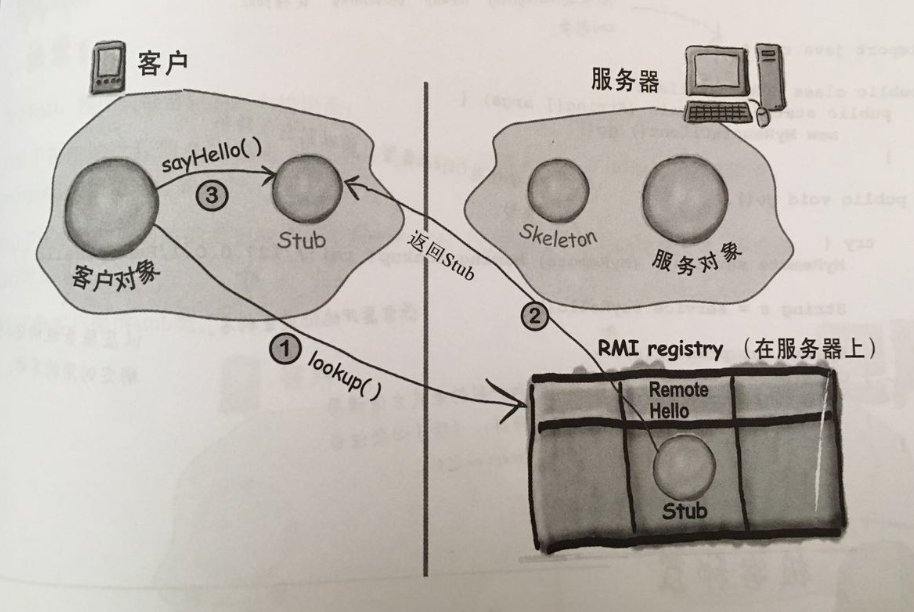 客户
服务器
sayHello()
3
Stub
客户对象
Skeleton
服务对象
返回Stub
2
1
lookup()
RMI registry （在服务器上）
Remote
Hello
Stub